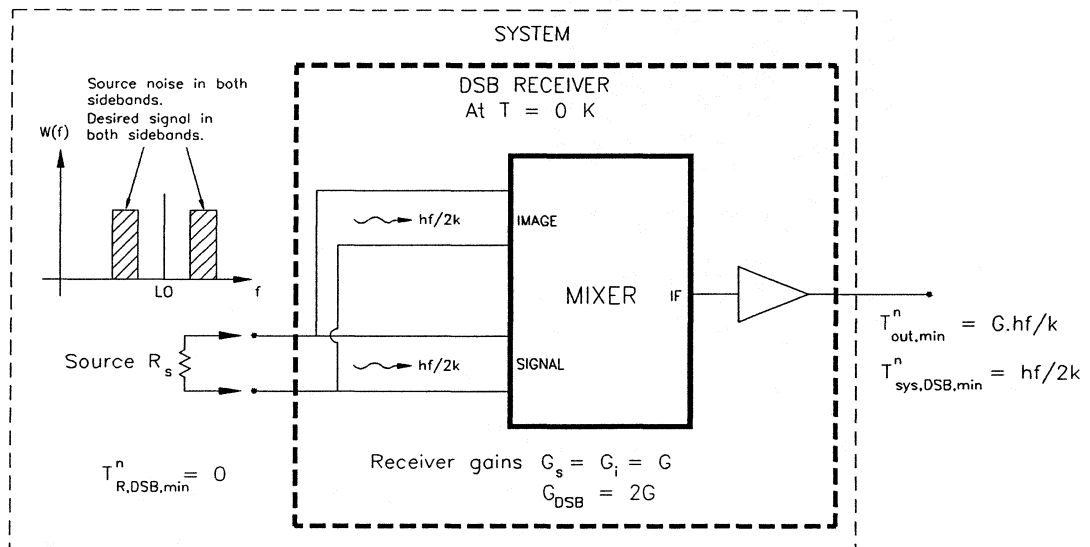 SYSTEM
DSB RECEIVER
At T = 0 K
Source noise in both
sidebands.
Desired signal in
both sidebands.
W(f)
LO
f
hf/2k
IMAGE
MIXER
IF
hf/2k
SIGNAL
Source R_s
T^n_out,min = G.hf/k
T^n_sys,DSB,min = hf/2k
T^n_R,DSB,min = 0
Receiver gains G_s = G_i = G
G_DSB = 2G